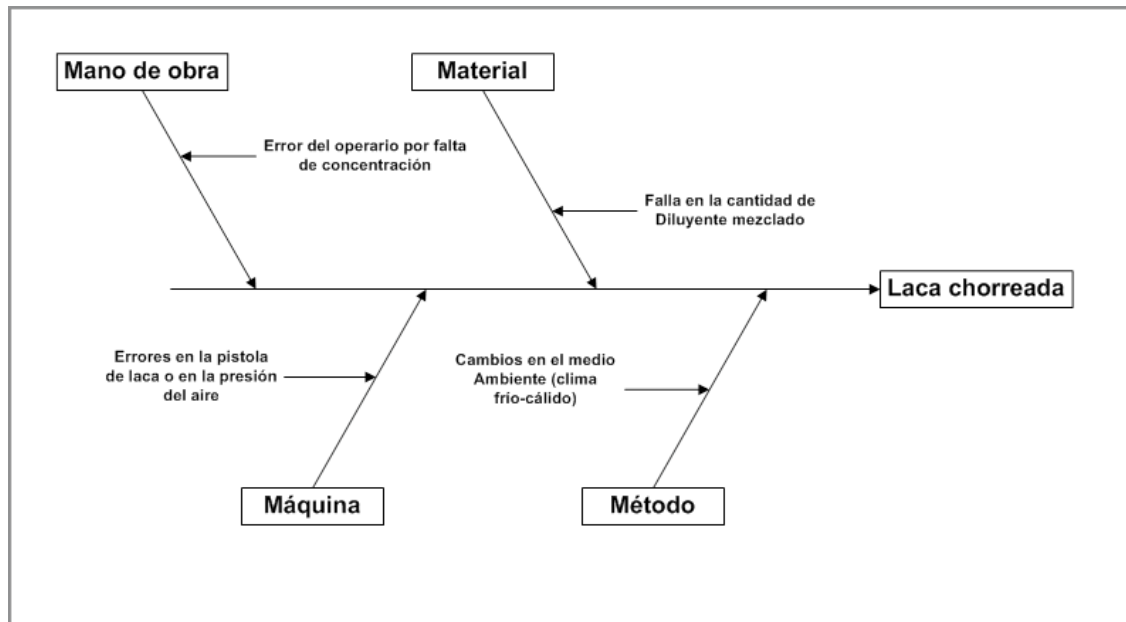 Mano de obra
Material
Error del operario por falta
de concentración
Falla en la cantidad de
Diluyente mezclado
Laca chorreada
Errores en la pistola
de laca o en la presión
del aire
Cambios en el medio
Ambiente (clima
frío-cálido)
Máquina
Método